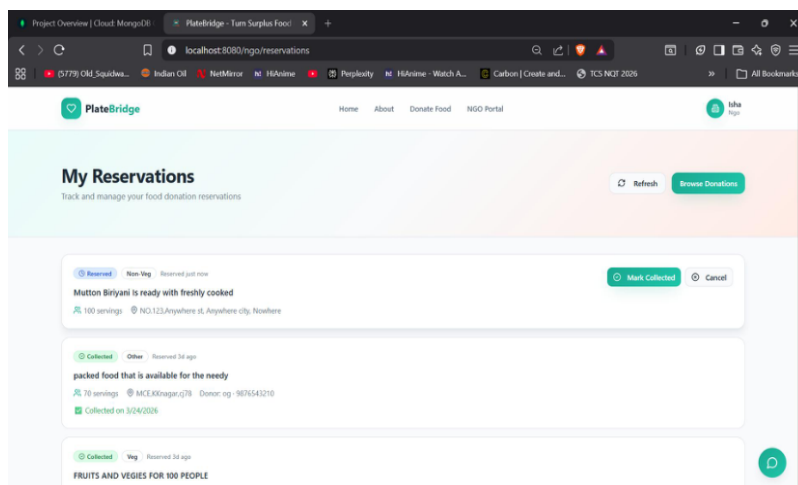 Project Overview | Cloud: MongoDB
PlateBridge - Turn Surplus Food
localhost:8080/ngo/reservations
(5779) Old_Squidwa...
Indian Oil
NetMirror
HiAnime
Perplexity
HiAnime - Watch A...
Carbon | Create and...
TCS NQT 2026
»
All Bookmarks
PlateBridge
Home About Donate Food NGO Portal
Isha
Ngo
My Reservations
Track and manage your food donation reservations
Refresh
Browse Donations
Reserved Non-Veg Reserved just now
Mark Collected
Cancel
Mutton Biriyani is ready with freshly cooked
100 servings NO.123,Anywhere st, Anywhere city, Nowhere
Collected Other Reserved 3d ago
packed food that is available for the needy
70 servings MCE,KKnagar,cj78 Donor: og - 9876543210
Collected on 3/24/2026
Collected Veg Reserved 3d ago
FRUITS AND VEGIES FOR 100 PEOPLE